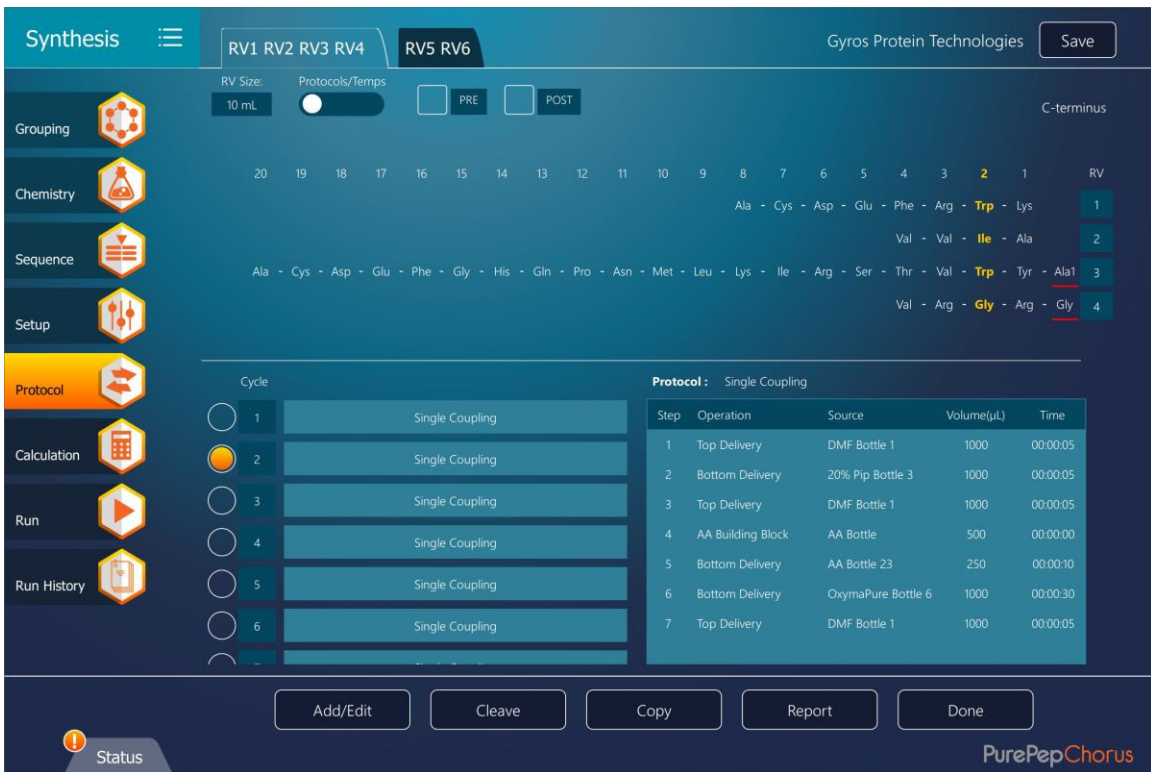 Synthesis
RV1 RV2 RV3 RV4
RV5 RV6
Gyros Protein Technologies
Save
RV Size:
Protocols/Temps
10 mL
PRE
POST
C-terminus
Grouping
Chemistry
Sequence
Setup
Protocol
Calculation
Run
Run History
20 19 18 17 16 15 14 13 12 11 10 9 8 7 6 5 4 3 2 1 RV
Ala - Cys - Asp - Glu - Phe - Arg - Trp - Lys 1
Val - Val - Ile - Ala 2
Ala - Cys - Asp - Glu - Phe - Gly - His - Gln - Pro - Asn - Met - Leu - Lys - Ile - Arg - Ser - Thr - Val - Trp - Tyr - Ala1 3
Val - Arg - Gly - Arg - Gly 4
Cycle
1 Single Coupling
2 Single Coupling
3 Single Coupling
4 Single Coupling
5 Single Coupling
6 Single Coupling
Protocol : Single Coupling
Step Operation Source Volume(µL) Time
1 Top Delivery DMF Bottle 1 1000 00:00:05
2 Bottom Delivery 20% Pip Bottle 3 1000 00:00:05
3 Top Delivery DMF Bottle 1 1000 00:00:05
4 AA Building Block AA Bottle 500 00:00:00
5 Bottom Delivery AA Bottle 23 250 00:00:10
6 Bottom Delivery OxymaPure Bottle 6 1000 00:00:30
7 Top Delivery DMF Bottle 1 1000 00:00:05
Add/Edit
Cleave
Copy
Report
Done
!
Status
PurePepChorus